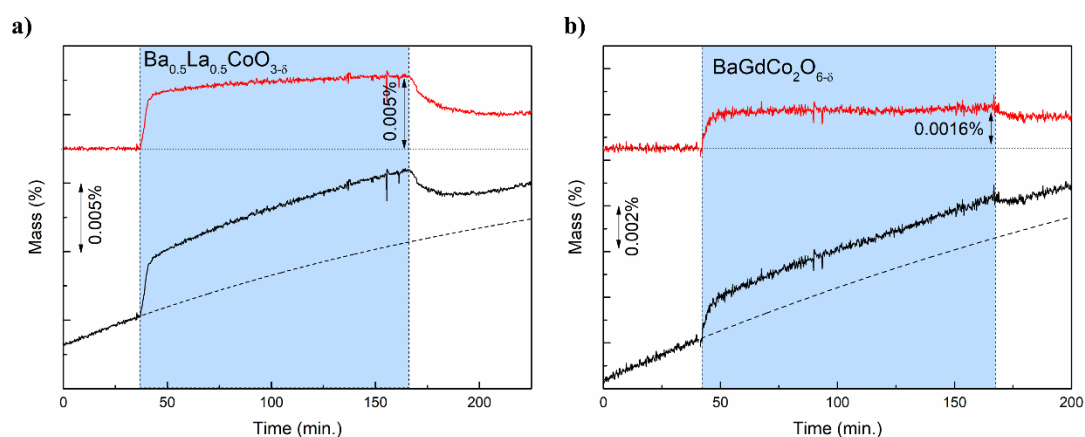 a)
Ba0.5La0.5CoO3-δ
0.005%
0.005%
Mass (%)
0 50 100 150 200
Time (min.)
b)
BaGdCo2O6-δ
0.0016%
0.002%
Mass (%)
0 50 100 150 200
Time (min.)